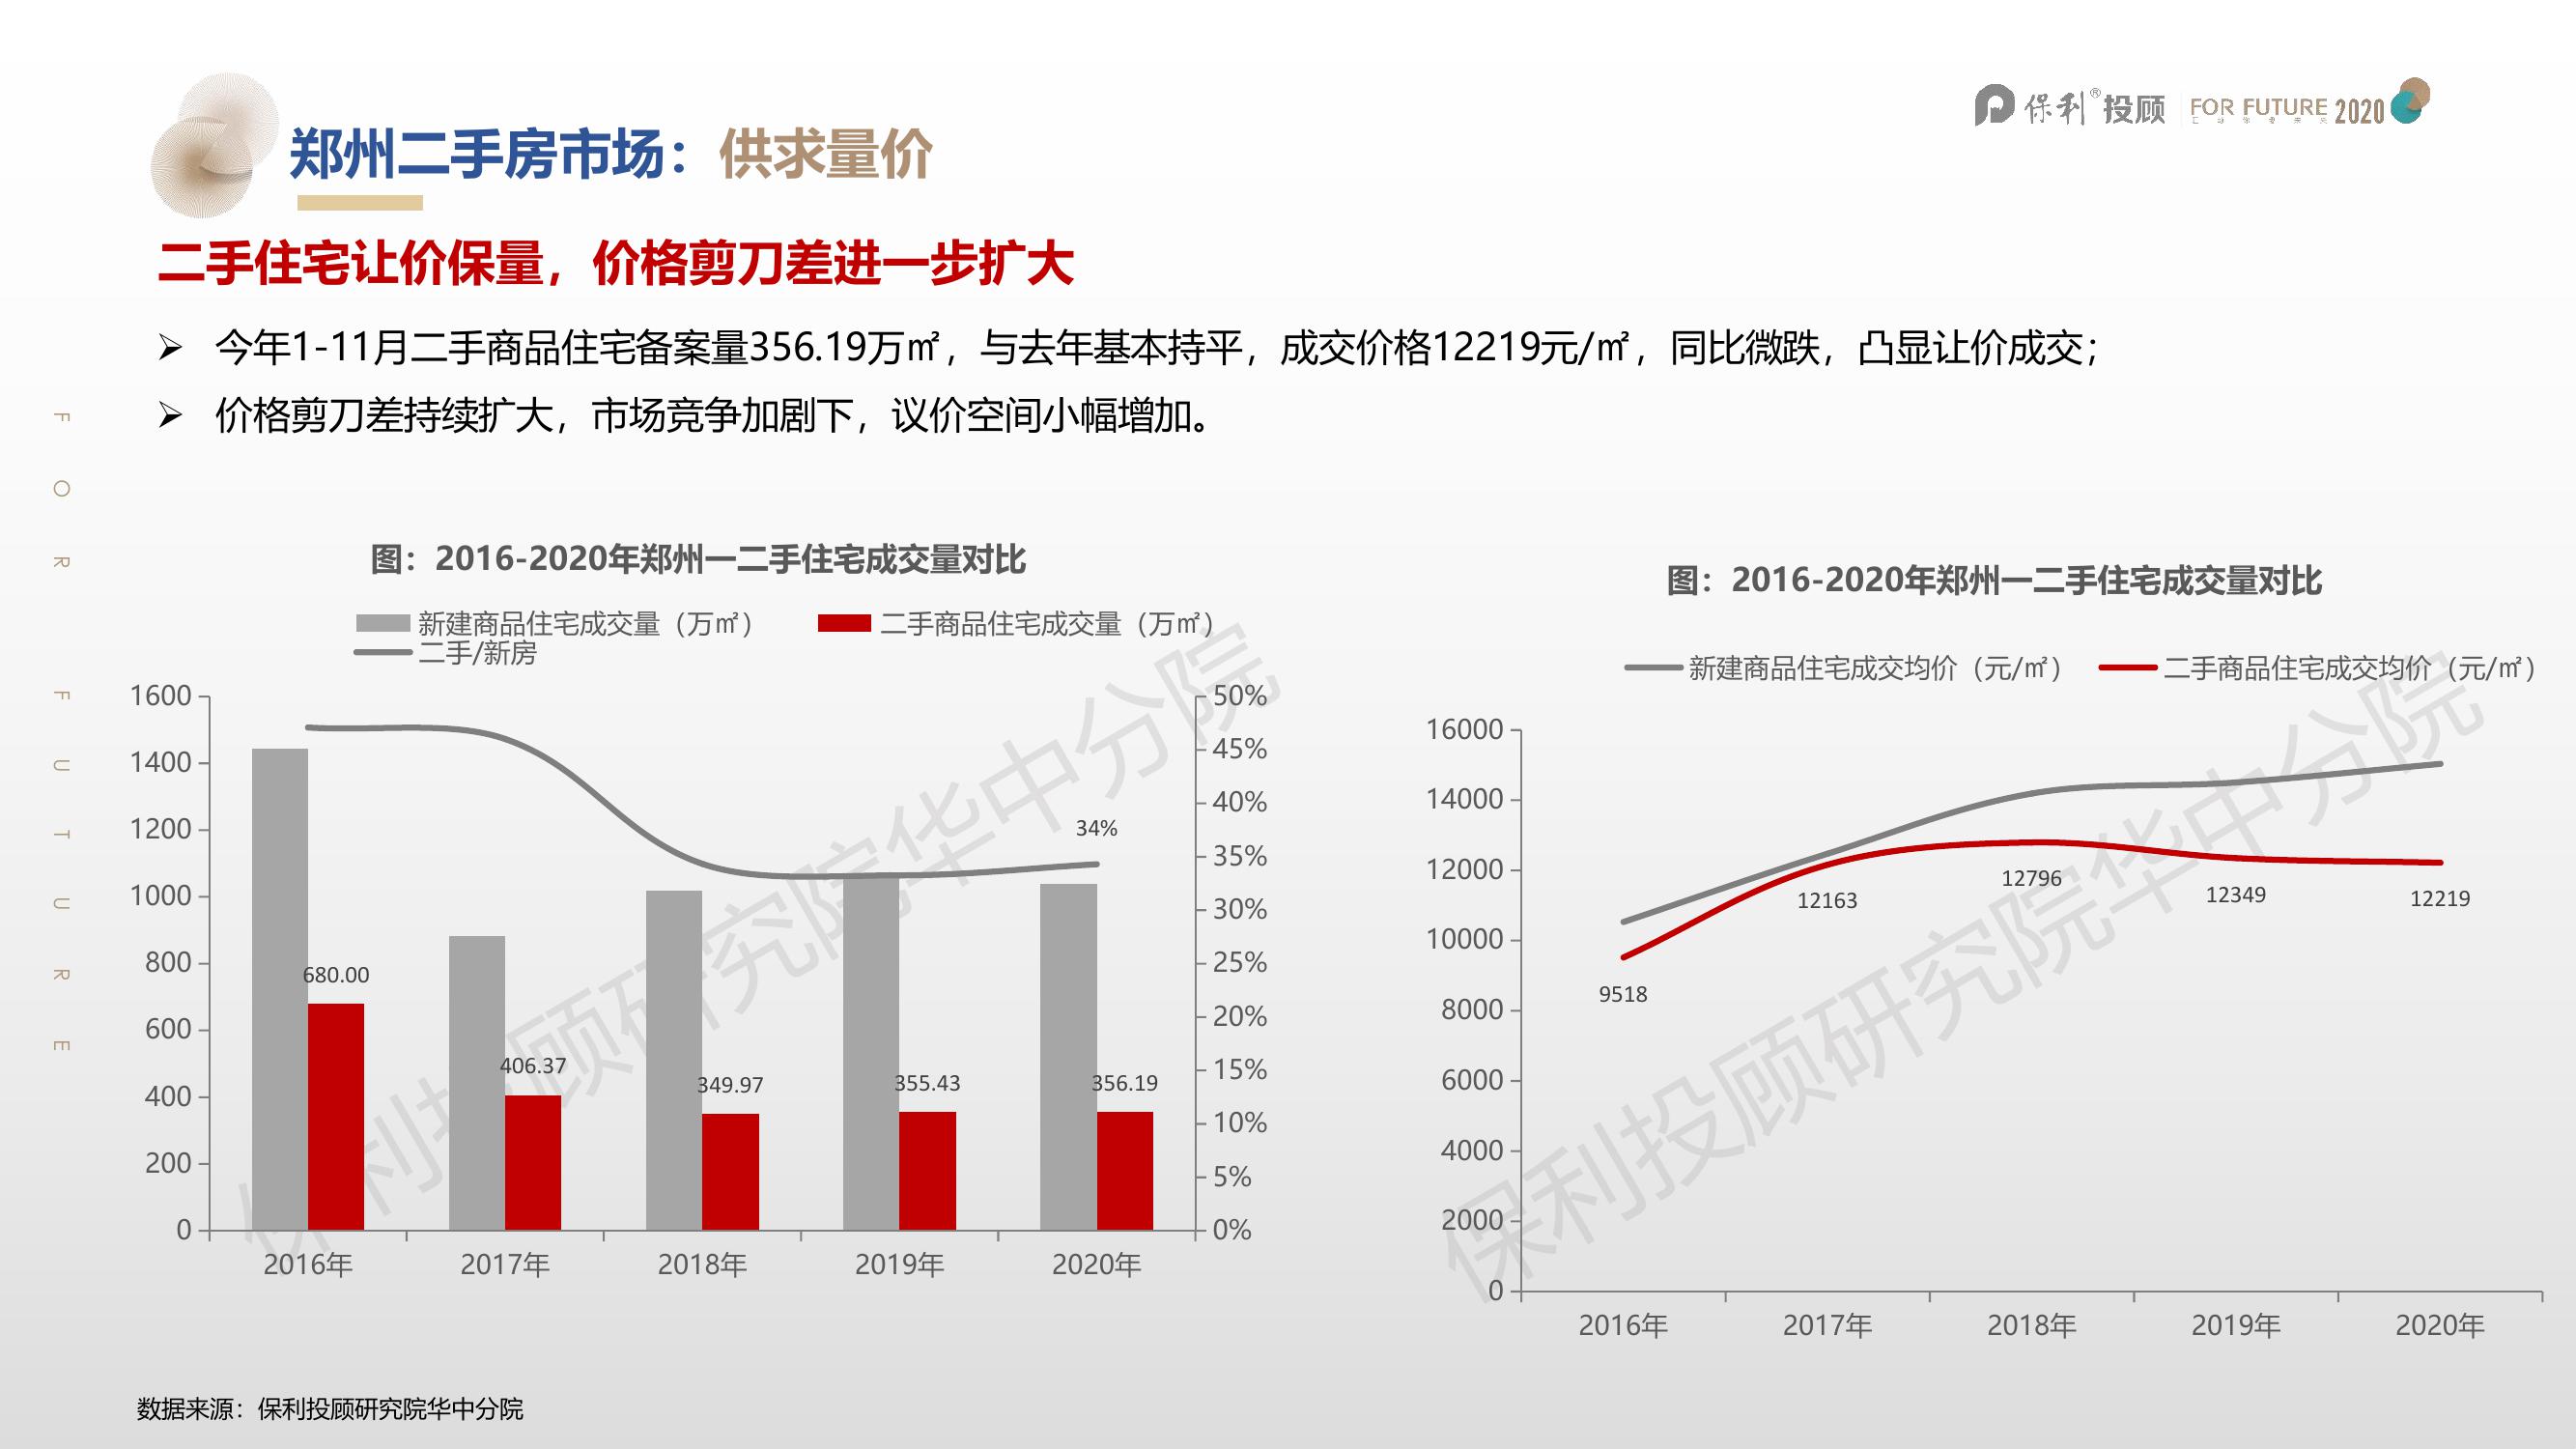 保利®投顾 FOR FUTURE 2020
郑州二手房市场：供求量价
二手住宅让价保量，价格剪刀差进一步扩大
➢ 今年1-11月二手商品住宅备案量356.19万㎡，与去年基本持平，成交价格12219元/㎡，同比微跌，凸显让价成交；
➢ 价格剪刀差持续扩大，市场竞争加剧下，议价空间小幅增加。
FOR FUTURE
图：2016-2020年郑州一二手住宅成交量对比
新建商品住宅成交量（万㎡） 二手商品住宅成交量（万㎡）
二手/新房
1600
1400
1200
1000
800
600
400
200
0
50%
45%
40%
35%
30%
25%
20%
15%
10%
5%
0%
34%
680.00
406.37
349.97
355.43
356.19
2016年 2017年 2018年 2019年 2020年
保利投顾研究院华中分院
图：2016-2020年郑州一二手住宅成交量对比
新建商品住宅成交均价（元/㎡） 二手商品住宅成交均价（元/㎡）
16000
14000
12000
10000
8000
6000
4000
2000
0
9518
12163
12796
12349
12219
2016年 2017年 2018年 2019年 2020年
保利投顾研究院华中分院
数据来源：保利投顾研究院华中分院